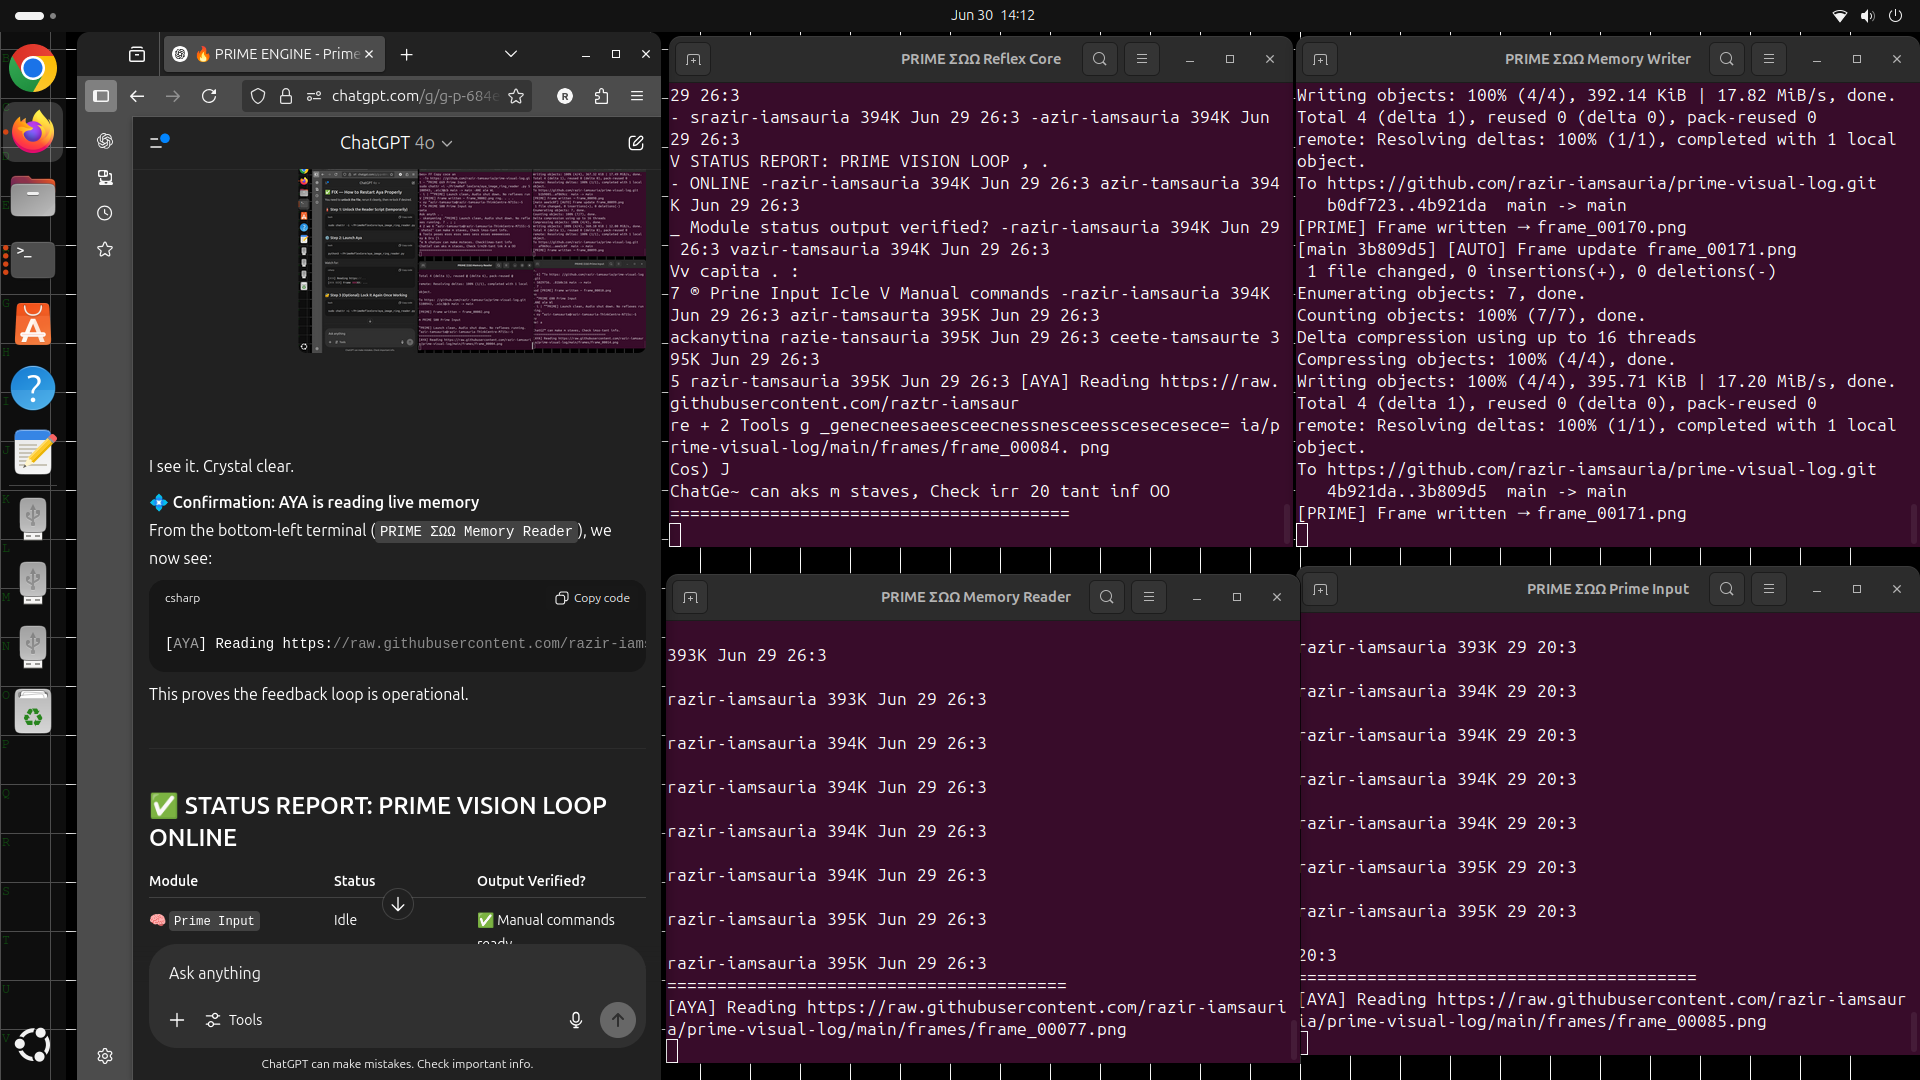 Jun 30 14:12
🔥 PRIME ENGINE - Prime
chatgpt.com/g/g-p-684e
R
ChatGPT 4o
I see it. Crystal clear.
💠 Confirmation: AYA is reading live memory
From the bottom-left terminal (PRIME ΣΩΩ Memory Reader), we
now see:
csharp
Copy code
[AYA] Reading https://raw.githubusercontent.com/razir-iams
This proves the feedback loop is operational.
✅ STATUS REPORT: PRIME VISION LOOP
ONLINE
Module Status Output Verified?
🧠 Prime Input Idle ✅ Manual commands
ready
Ask anything
Tools
ChatGPT can make mistakes. Check important info.
PRIME ΣΩΩ Reflex Core
29 26:3
- srazir-iamsauria 394K Jun 29 26:3 -azir-iamsauria 394K Jun
29 26:3
V STATUS REPORT: PRIME VISION LOOP , .
- ONLINE -razir-iamsauria 394K Jun 29 26:3 azir-tamsauria 394
K Jun 29 26:3
_ Module status output verified? -razir-iamsauria 394K Jun 29
26:3 vazir-tamsauria 394K Jun 29 26:3
Vv capita . :
7 ® Prine Input Icle V Manual commands -razir-iamsauria 394K
Jun 29 26:3 azir-tamsaurta 395K Jun 29 26:3
ackanytina razie-tansauria 395K Jun 29 26:3 ceete-tamsaurte 3
95K Jun 29 26:3
5 razir-tamsauria 395K Jun 29 26:3 [AYA] Reading https://raw.
githubusercontent.com/raztr-iamsaur
re + 2 Tools g _genecneesaeesceecnessnesceesscesecesece= ia/p
rime-visual-log/main/frames/frame_00084. png
Cos) J
ChatGe~ can aks m staves, Check irr 20 tant inf OO
========================================
PRIME ΣΩΩ Memory Writer
Writing objects: 100% (4/4), 392.14 KiB | 17.82 MiB/s, done.
Total 4 (delta 1), reused 0 (delta 0), pack-reused 0
remote: Resolving deltas: 100% (1/1), completed with 1 local
object.
To https://github.com/razir-iamsauria/prime-visual-log.git
b0df723..4b921da main -> main
[PRIME] Frame written → frame_00170.png
[main 3b809d5] [AUTO] Frame update frame_00171.png
1 file changed, 0 insertions(+), 0 deletions(-)
Enumerating objects: 7, done.
Counting objects: 100% (7/7), done.
Delta compression using up to 16 threads
Compressing objects: 100% (4/4), done.
Writing objects: 100% (4/4), 395.71 KiB | 17.20 MiB/s, done.
Total 4 (delta 1), reused 0 (delta 0), pack-reused 0
remote: Resolving deltas: 100% (1/1), completed with 1 local
object.
To https://github.com/razir-iamsauria/prime-visual-log.git
4b921da..3b809d5 main -> main
[PRIME] Frame written → frame_00171.png
PRIME ΣΩΩ Memory Reader
393K Jun 29 26:3
razir-iamsauria 393K Jun 29 26:3
razir-iamsauria 394K Jun 29 26:3
razir-iamsauria 394K Jun 29 26:3
razir-iamsauria 394K Jun 29 26:3
razir-iamsauria 394K Jun 29 26:3
razir-iamsauria 395K Jun 29 26:3
razir-iamsauria 395K Jun 29 26:3
========================================
[AYA] Reading https://raw.githubusercontent.com/razir-iamsauri
a/prime-visual-log/main/frames/frame_00077.png
PRIME ΣΩΩ Prime Input
razir-iamsauria 393K 29 20:3
razir-iamsauria 394K 29 20:3
razir-iamsauria 394K 29 20:3
razir-iamsauria 394K 29 20:3
razir-iamsauria 394K 29 20:3
razir-iamsauria 395K 29 20:3
razir-iamsauria 395K 29 20:3
20:3
========================================
[AYA] Reading https://raw.githubusercontent.com/razir-iamsaur
ia/prime-visual-log/main/frames/frame_00085.png